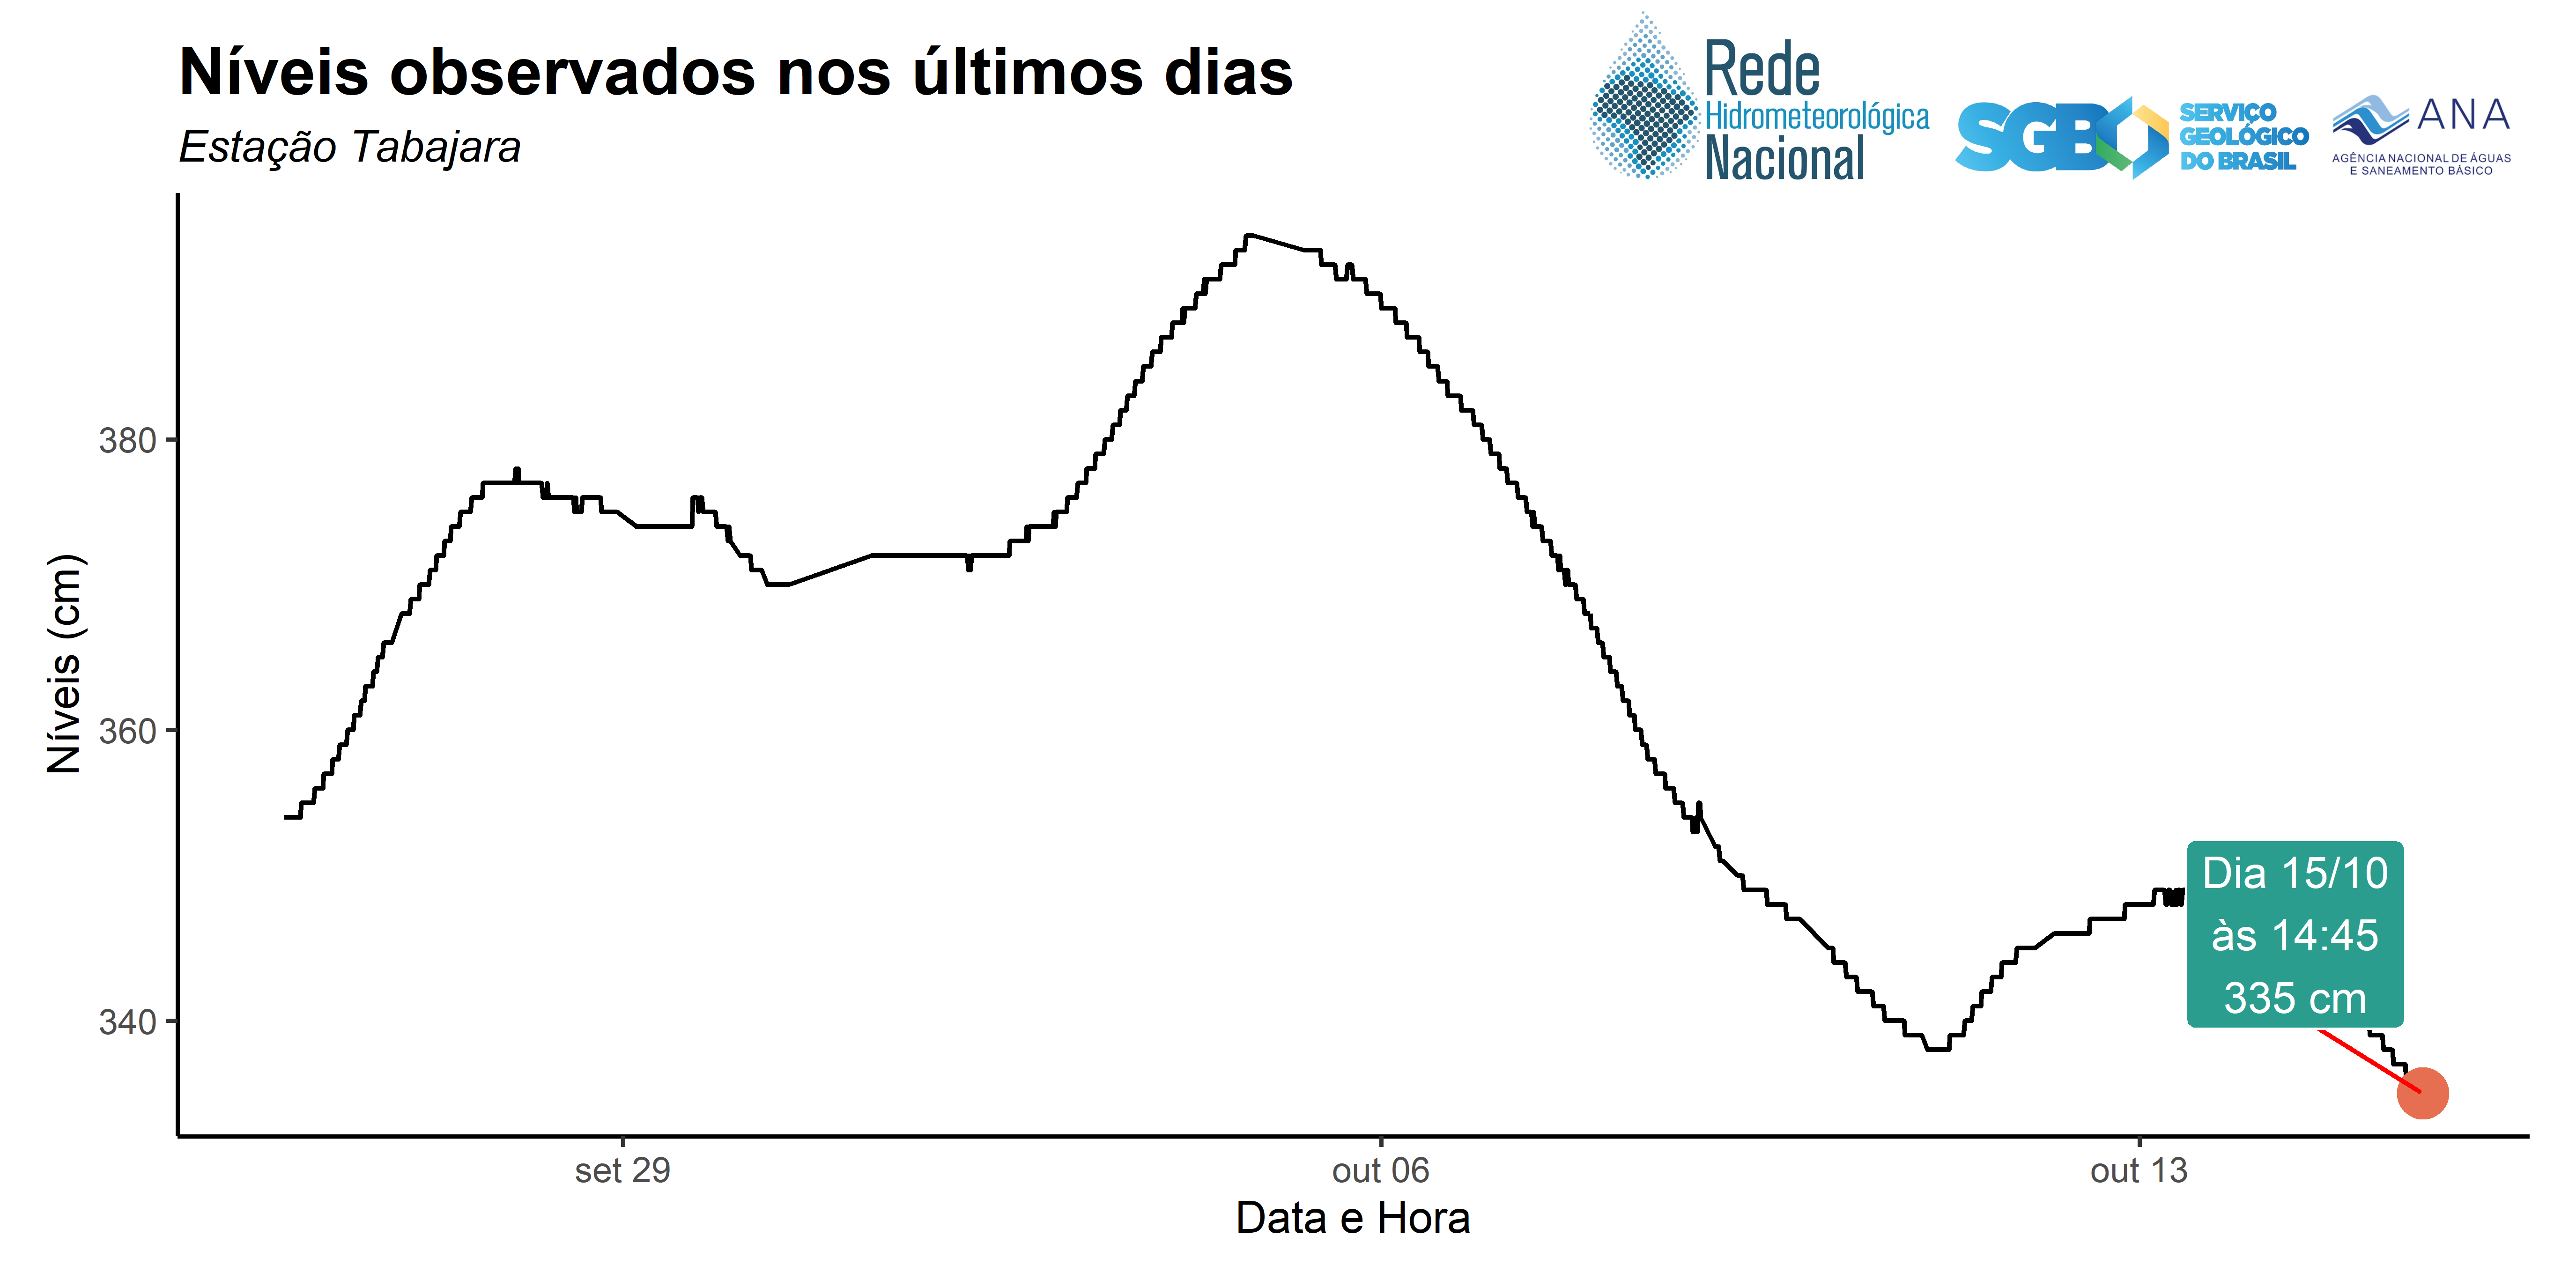 Níveis observados nos últimos dias
Estação Tabajara
Rede
Hidrometeorológica
Nacional
SGB
SERVIÇO
GEOLÓGICO
DO BRASIL
ANA
AGÊNCIA NACIONAL DE ÁGUAS
E SANEAMENTO BÁSICO
Níveis (cm)
380
360
340
Dia 15/10
às 14:45
335 cm
set 29
out 06
out 13
Data e Hora